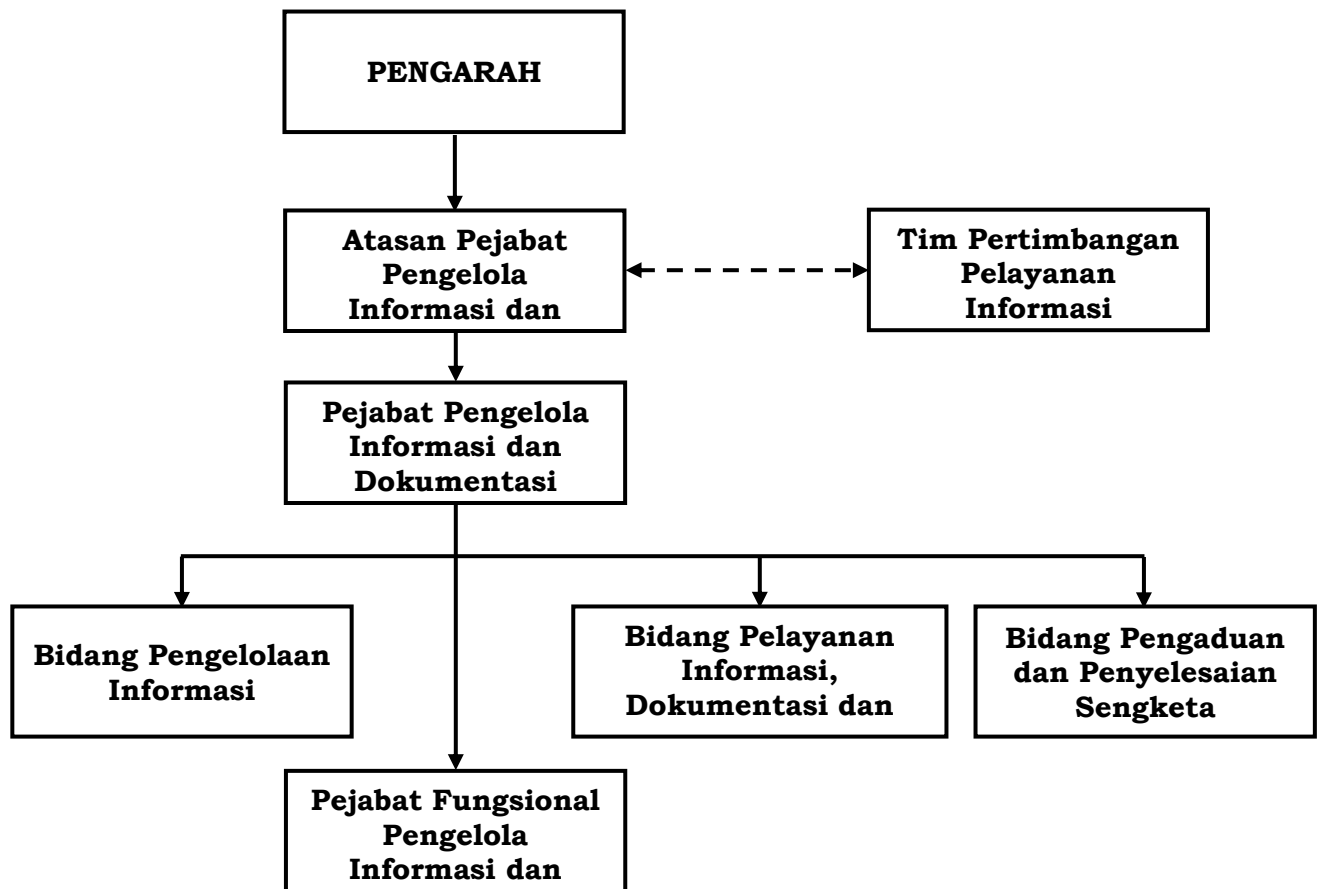 PENGARAH
Atasan Pejabat
Pengelola
Informasi dan
Tim Pertimbangan
Pelayanan
Informasi
Pejabat Pengelola
Informasi dan
Dokumentasi
Bidang Pengelolaan
Informasi
Bidang Pelayanan
Informasi,
Dokumentasi dan
Bidang Pengaduan
dan Penyelesaian
Sengketa
Pejabat Fungsional
Pengelola
Informasi dan